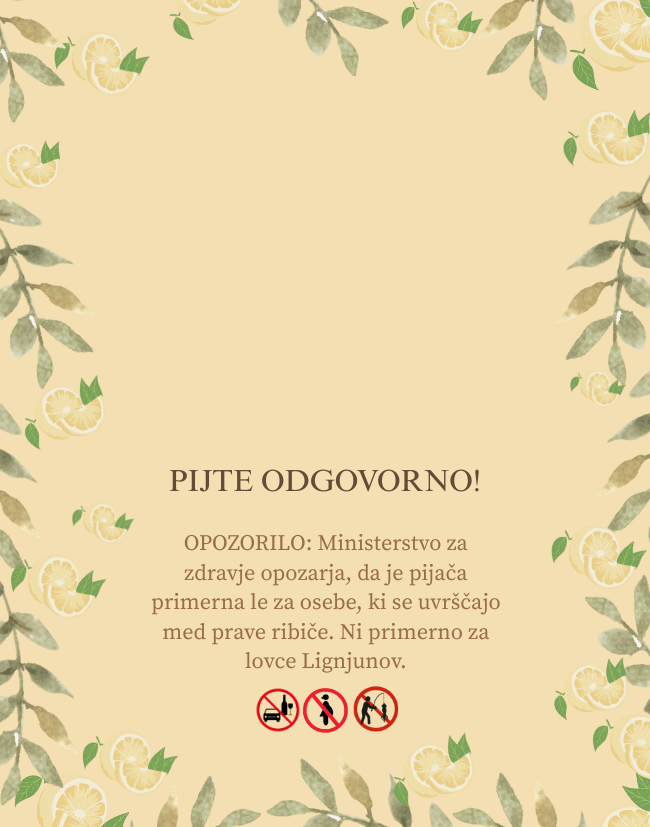 PIJTE ODGOVORNO!
OPOZORILO: Ministerstvo za
zdravje opozarja, da je pijača
primerna le za osebe, ki se uvrščajo
med prave ribiče. Ni primerno za
lovce Lignjunov.